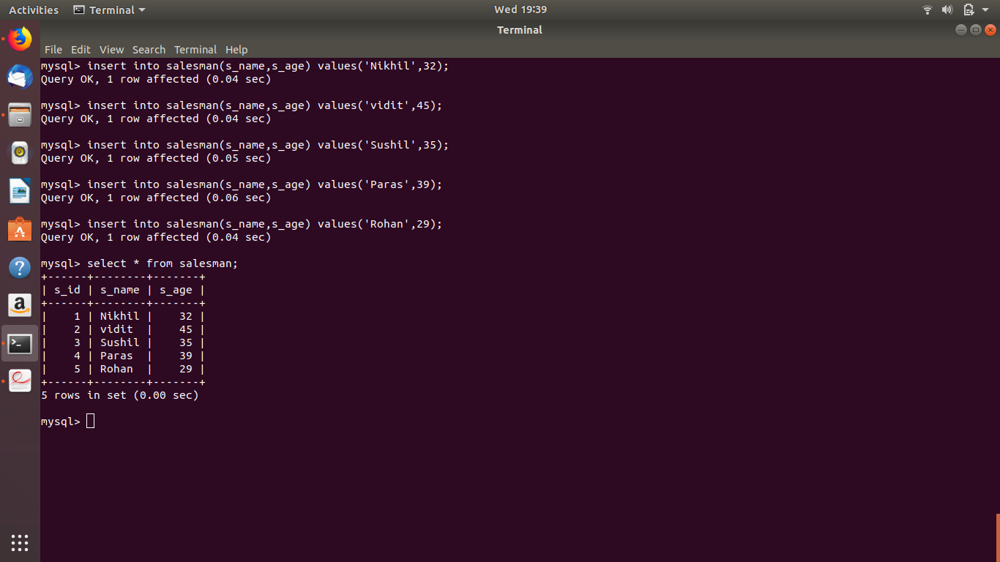 Activities Terminal Wed 19:39
Terminal
File Edit View Search Terminal Help
mysql> insert into salesman(s_name,s_age) values('Nikhil',32);
Query OK, 1 row affected (0.04 sec)
mysql> insert into salesman(s_name,s_age) values('vidit',45);
Query OK, 1 row affected (0.04 sec)
mysql> insert into salesman(s_name,s_age) values('Sushil',35);
Query OK, 1 row affected (0.05 sec)
mysql> insert into salesman(s_name,s_age) values('Paras',39);
Query OK, 1 row affected (0.06 sec)
mysql> insert into salesman(s_name,s_age) values('Rohan',29);
Query OK, 1 row affected (0.04 sec)
mysql> select * from salesman;
+------+--------+-------+
| s_id | s_name | s_age |
+------+--------+-------+
|    1 | Nikhil |    32 |
|    2 | vidit  |    45 |
|    3 | Sushil |    35 |
|    4 | Paras  |    39 |
|    5 | Rohan  |    29 |
+------+--------+-------+
5 rows in set (0.00 sec)
mysql>